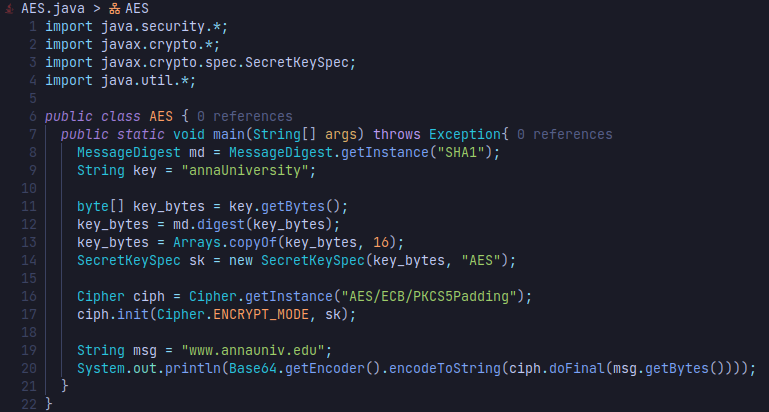 AES.java > AES
1 import java.security.*;
2 import javax.crypto.*;
3 import javax.crypto.spec.SecretKeySpec;
4 import java.util.*;
5
6 public class AES { 0 references
7   public static void main(String[] args) throws Exception{ 0 references
8     MessageDigest md = MessageDigest.getInstance("SHA1");
9     String key = "annaUniversity";
10
11     byte[] key_bytes = key.getBytes();
12     key_bytes = md.digest(key_bytes);
13     key_bytes = Arrays.copyOf(key_bytes, 16);
14     SecretKeySpec sk = new SecretKeySpec(key_bytes, "AES");
15
16     Cipher ciph = Cipher.getInstance("AES/ECB/PKCS5Padding");
17     ciph.init(Cipher.ENCRYPT_MODE, sk);
18
19     String msg = "www.annauniv.edu";
20     System.out.println(Base64.getEncoder().encodeToString(ciph.doFinal(msg.getBytes())));
21   }
22 }